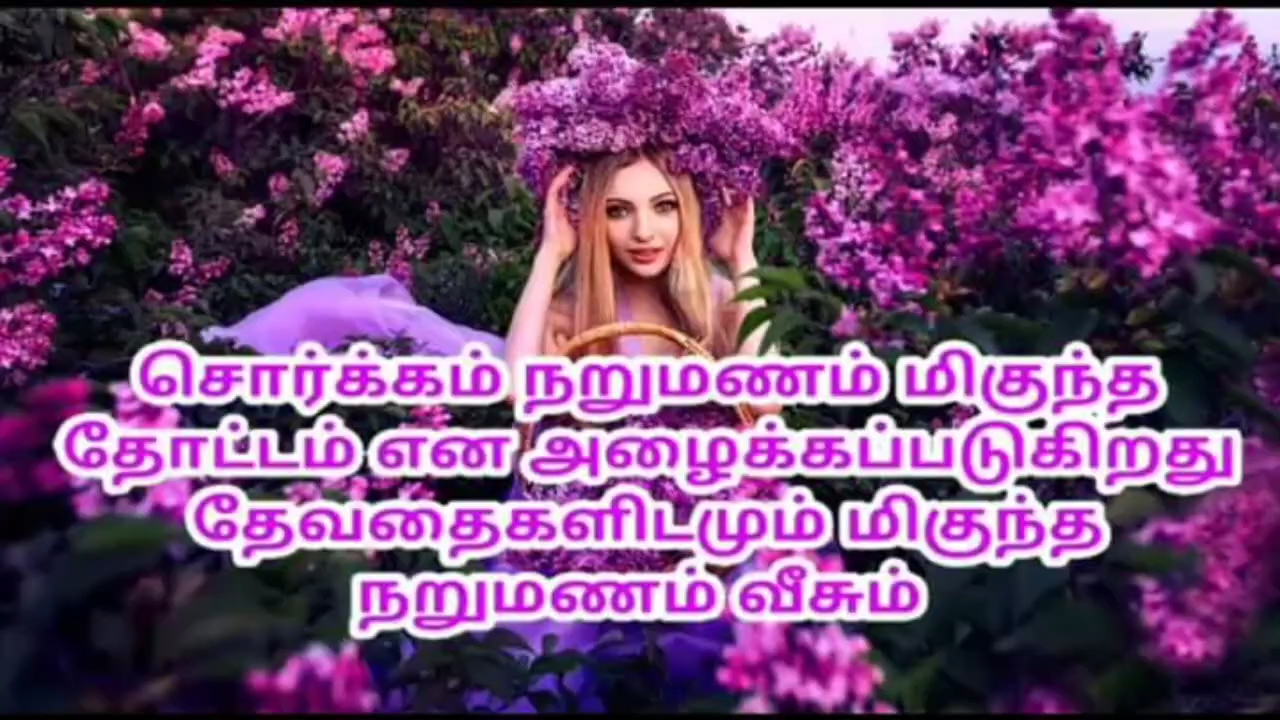 சொர்க்கம் நறுமணம் மிகுந்த
தோட்டம் என அழைக்கப்படுகிறது
தேவதைகளிடமும் மிகுந்த
நறுமணம் வீசும்